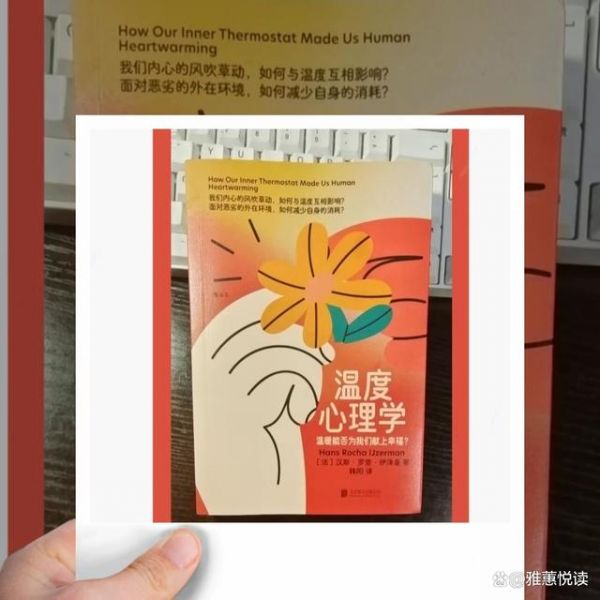 How Our Inner Thermostat Made Us Human
Heartwarming
我们内心的风吹草动，如何与温度互相影响？
面对恶劣的外在环境，如何减少自身的消耗？
How Our Inner Thermostat Made Us Human
Heartwarming
我们内心的风吹草动，如何与温度互相影响？
面对恶劣的外在环境，如何减少自身的消耗？
温度
心理学
温暖能否为我们献上幸福？
Hans Rocha IJzerman
［法］汉斯·罗查·伊泽曼 著
韩阳 译
@雅蕙悦读